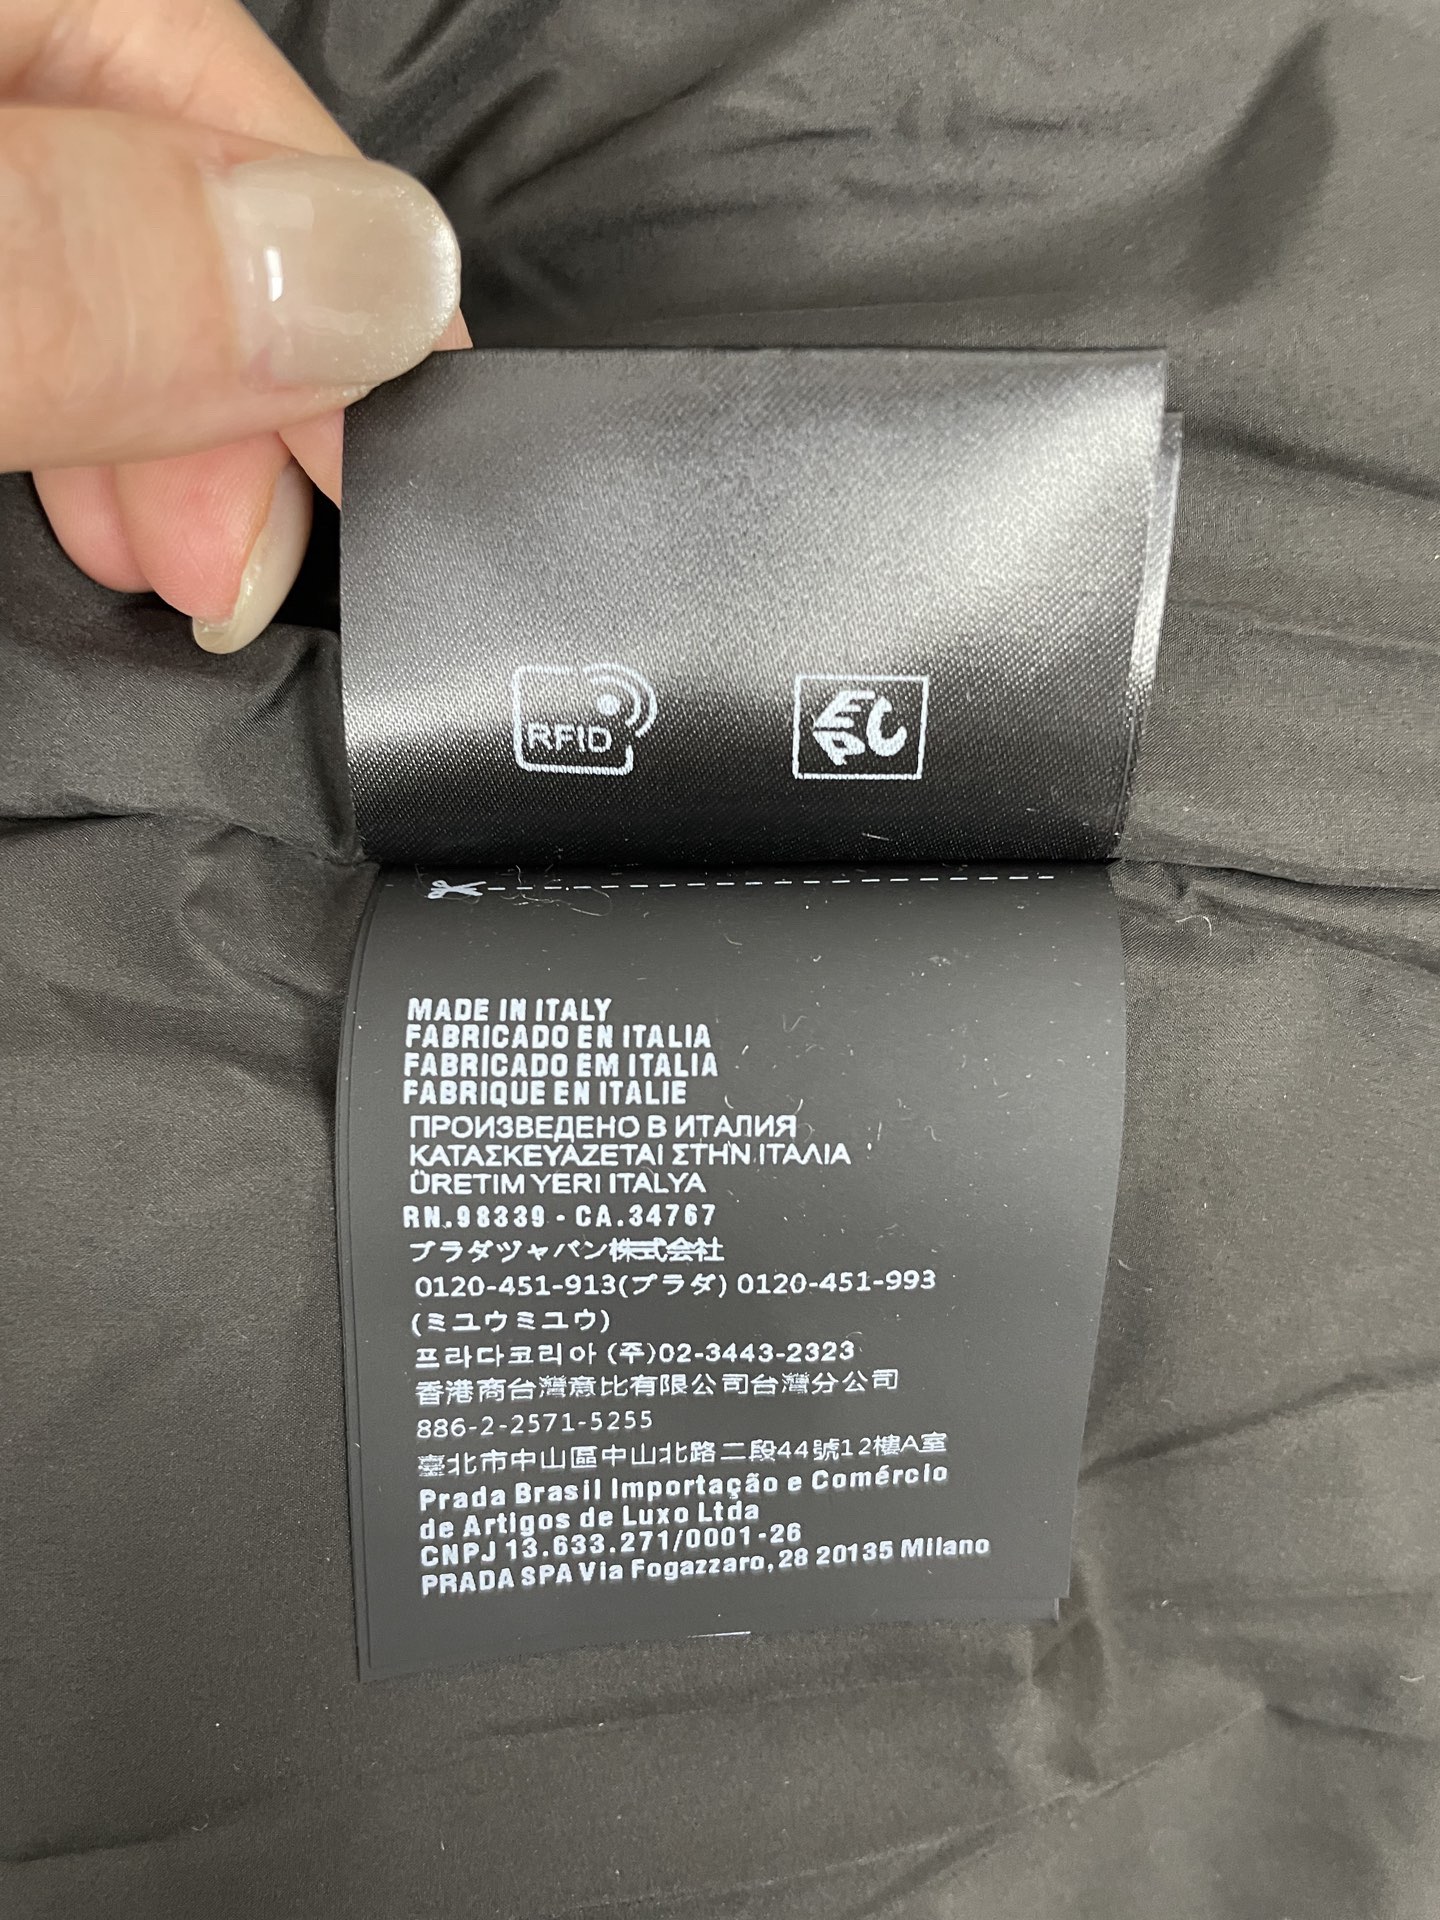 RFID
EPC
MADE IN ITALY
FABRICADO EN ITALIA
FABRICADO EM ITALIA
FABRIQUE EN ITALIE
ПРОИЗВЕДЕНО В ИТАЛИЯ
ΚΑΤΑΣΚΕΥΑΖΕΤΑΙ ΣΤΗΝ ΙΤΑΛΙΑ
ÜRETIM YERI ITALYA
RN.98339 - CA.34767
プラダジャパン株式会社
0120-451-913(プラダ) 0120-451-993
(ミユウミユウ)
프라다코리아 (주)02-3443-2323
香港商台灣意比有限公司台灣分公司
886-2-2571-5255
臺北市中山區中山北路二段44號12樓A室
Prada Brasil Importação e Comércio
de Artigos de Luxo Ltda
CNPJ 13.633.271/0001-26
PRADA SPA Via Fogazzaro, 28 20135 Milano